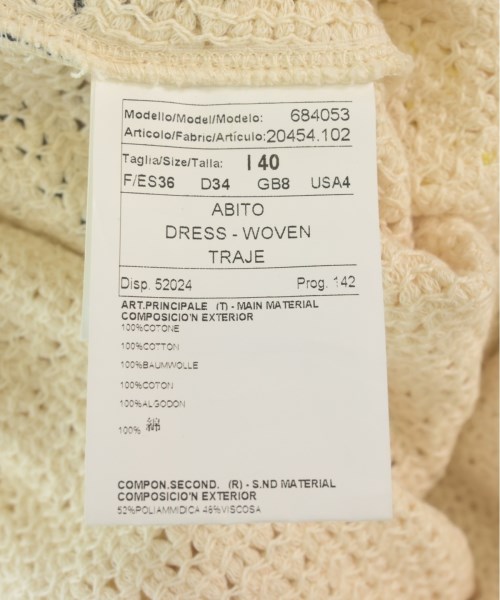 Modello/Model/Modelo: 684053
Articolo/Fabric/Artículo: 20454.102
Taglia/Size/Talla: I 40
F/ES36 D34 GB8 USA4
ABITO
DRESS - WOVEN
TRAJE
Disp. 52024 Prog. 142
ART.PRINCIPALE (T) - MAIN MATERIAL
COMPOSICIO'N EXTERIOR
100%COTONE
100%COTTON
100%BAUMWOLLE
100%COTON
100%ALGODON
100% 綿
COMPON.SECOND. (R) - S.ND MATERIAL
COMPOSICIO'N EXTERIOR
52%POLIAMMIDICA 48%VISCOSA